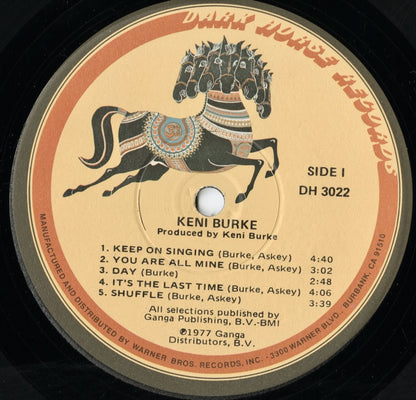 DARK HORSE RECORDS
SIDE I
DH 3022
KENI BURKE
Produced by Keni Burke
1. KEEP ON SINGING (Burke, Askey) 4:40
2. YOU ARE ALL MINE (Burke, Askey) 3:02
3. DAY (Burke) 2:48
4. IT'S THE LAST TIME (Burke, Askey) 4:06
5. SHUFFLE (Burke, Askey) 3:39
All selections published by
Ganga Publishing, B.V.-BMI
℗1977 Ganga
Distributors, B.V.
MANUFACTURED AND DISTRIBUTED BY WARNER BROS. RECORDS, INC. · 3300 WARNER BLVD., BURBANK, CA 91510